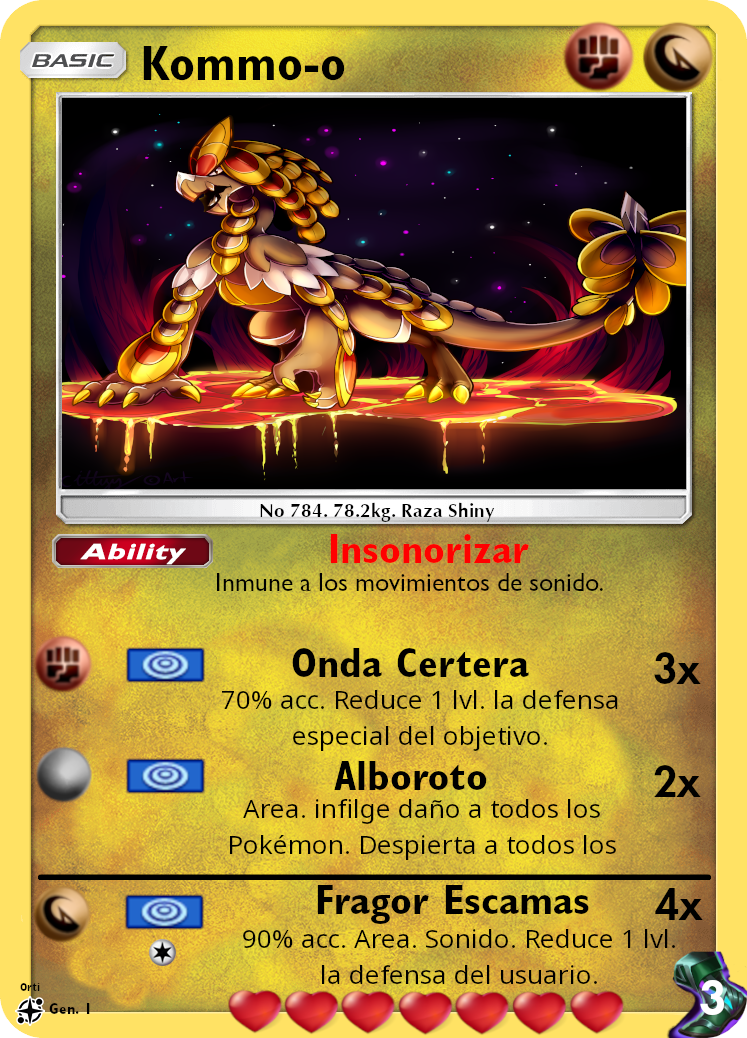 BASIC Kommo-o
No 784. 78.2kg. Raza Shiny
Ability Insonorizar
Inmune a los movimientos de sonido.
Onda Certera 3x
70% acc. Reduce 1 lvl. la defensa
especial del objetivo.
Alboroto 2x
Area. infilge daño a todos los
Pokémon. Despierta a todos los
Fragor Escamas 4x
90% acc. Area. Sonido. Reduce 1 lvl.
la defensa del usuario.
Orti
Gen. 1
3